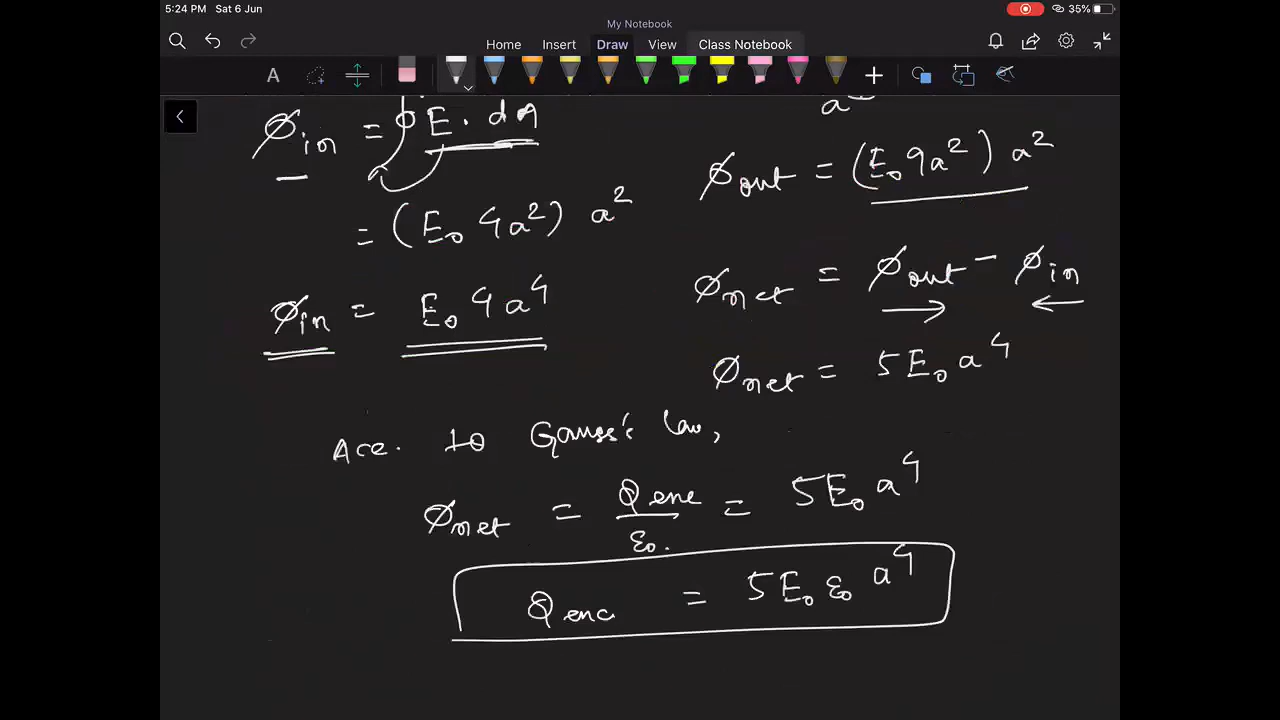 5:24 PM Sat 6 Jun
35%
My Notebook
Home Insert Draw View Class Notebook
A
ϕin = ∮ E. dA
= (E₀ 4a²) a²
ϕin = E₀ 4a⁴
a²
ϕout = (E₀ 9a²) a²
ϕnet = ϕout - ϕin
ϕnet = 5E₀ a⁴
Acc. to Gauss's law,
ϕnet = Qenc/ε₀. = 5E₀ a⁴
Qenc = 5E₀ ε₀ a⁴